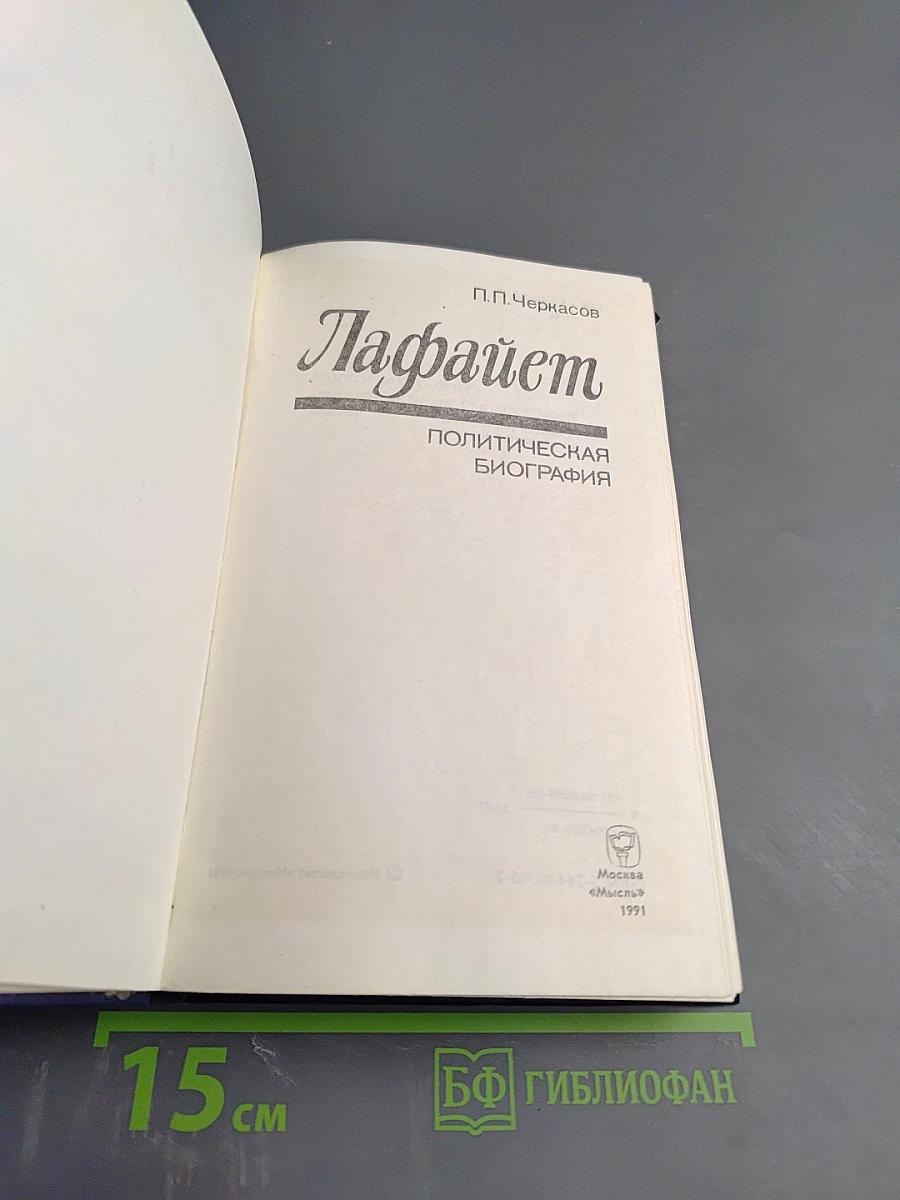 П.П.Черкасов
Лафайет
ПОЛИТИЧЕСКАЯ
БИОГРАФИЯ
Москва
«Мысль»
1991
15 см
БФ ГИБЛИОФАН